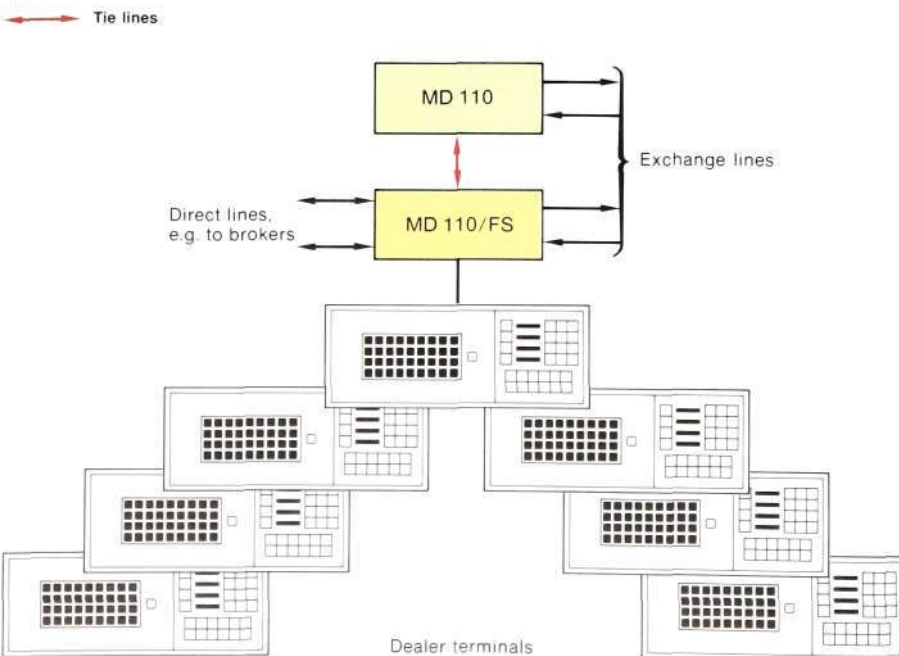 Tie lines
MD 110
Exchange lines
Direct lines,
e.g. to brokers
MD 110/FS
Dealer terminals